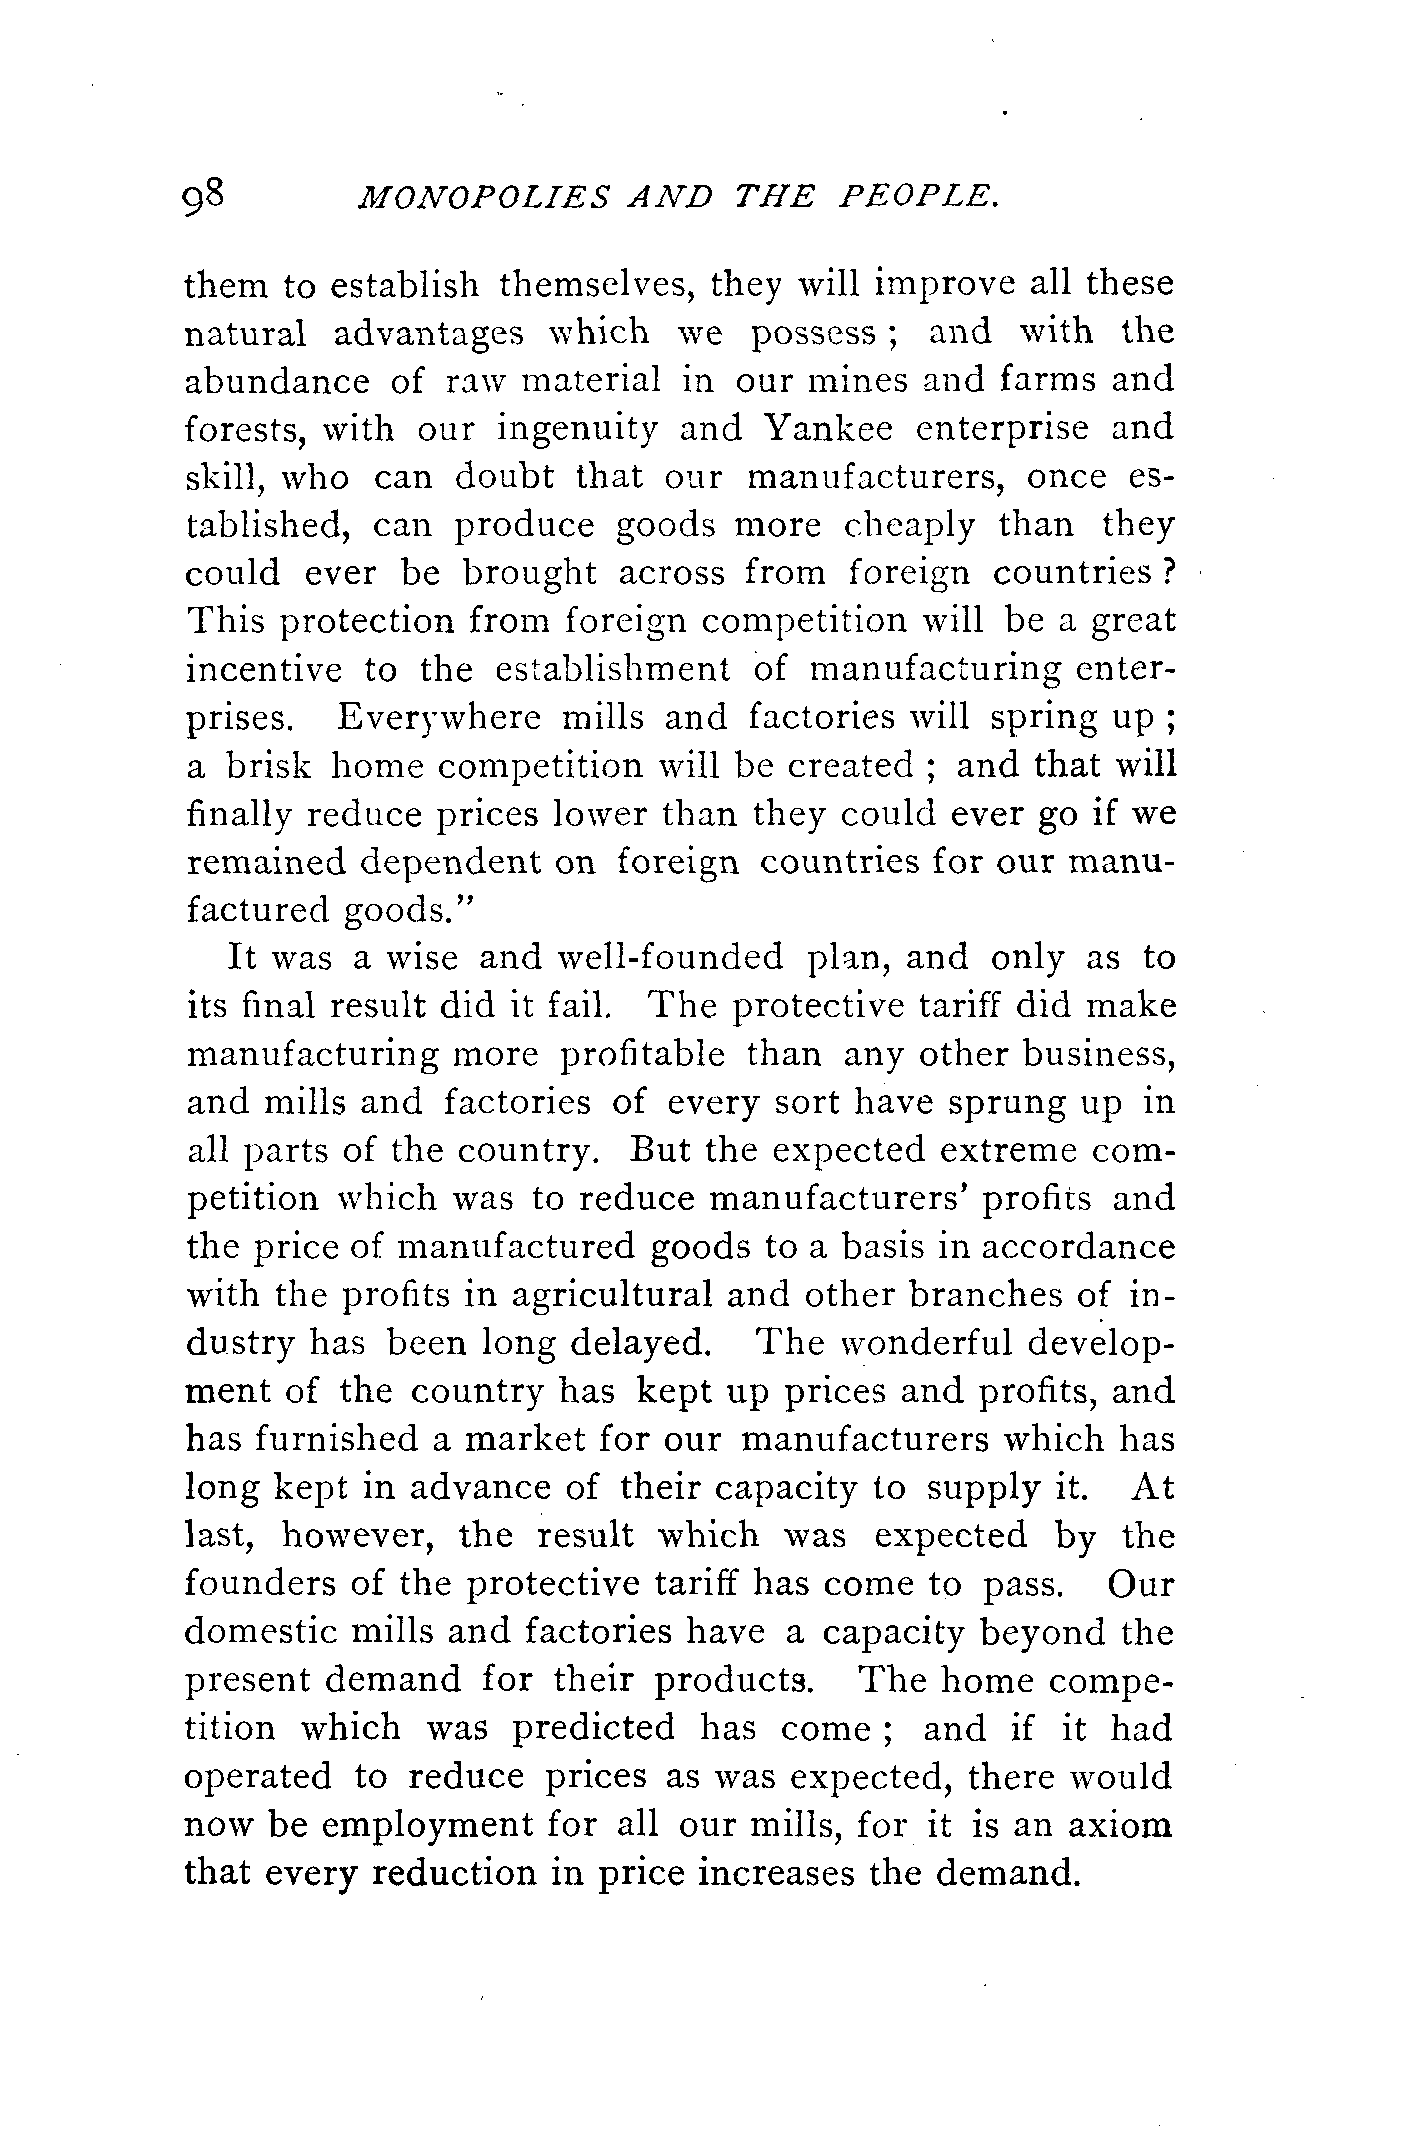 98 MONOPOLIES AND THE PEOPLE.
them to establish themselves, they will improve all these
natural advantages which we possess ; and with the
abundance of raw material in our mines and farms and
forests, with our ingenuity and Yankee enterprise and
skill, who can doubt that our manufacturers, once es-
tablished, can produce goods more cheaply than they
could ever be brought across from foreign countries ?
This protection from foreign competition will be a great
incentive to the establishment of manufacturing enter-
prises. Everywhere mills and factories will spring up ;
a brisk home competition will be created ; and that will
finally reduce prices lower than they could ever go if we
remained dependent on foreign countries for our manu-
factured goods.”
It was a wise and well-founded plan, and only as to
its final result did it fail. The protective tariff did make
manufacturing more profitable than any other business,
and mills and factories of every sort have sprung up in
all parts of the country. But the expected extreme com-
petition which was to reduce manufacturers’ profits and
the price of manufactured goods to a basis in accordance
with the profits in agricultural and other branches of in-
dustry has been long delayed. The wonderful develop-
ment of the country has kept up prices and profits, and
has furnished a market for our manufacturers which has
long kept in advance of their capacity to supply it. At
last, however, the result which was expected by the
founders of the protective tariff has come to pass. Our
domestic mills and factories have a capacity beyond the
present demand for their products. The home compe-
tition which was predicted has come ; and if it had
operated to reduce prices as was expected, there would
now be employment for all our mills, for it is an axiom
that every reduction in price increases the demand.